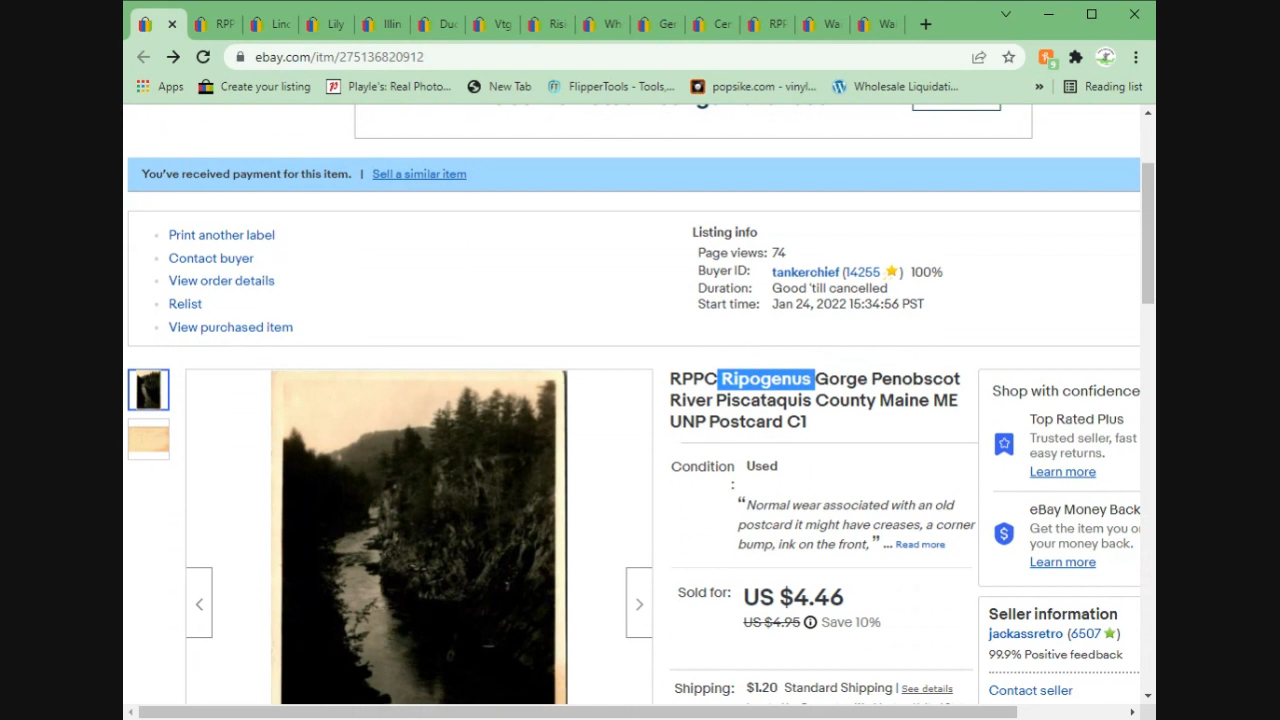 RPF
Linc
Lily
Illin
Duc
Vtg
Risi
Wh
Ger
Cer
RPF
Wa
Wa
ebay.com/itm/275136820912
9
Apps
Create your listing
Playle's: Real Photo...
New Tab
FlipperTools - Tools,...
popsike.com - vinyl...
Wholesale Liquidati...
»
Reading list
You've received payment for this item. | Sell a similar item
Print another label
Contact buyer
View order details
Relist
View purchased item
Listing info
Page views: 74
Buyer ID: tankerchief (14255 ) 100%
Duration: Good 'till cancelled
Start time: Jan 24, 2022 15:34:56 PST
RPPC Ripogenus Gorge Penobscot
River Piscataquis County Maine ME
UNP Postcard C1
Condition Used
:
“Normal wear associated with an old
postcard it might have creases, a corner
bump, ink on the front,” ... Read more
Sold for: US $4.46
US $4.95 Save 10%
Shipping: $1.20 Standard Shipping | See details
Shop with confidence
Top Rated Plus
Trusted seller, fast
easy returns.
Learn more
eBay Money Back
Get the item you o
your money back.
Learn more
Seller information
jackassretro (6507 )
99.9% Positive feedback
Contact seller